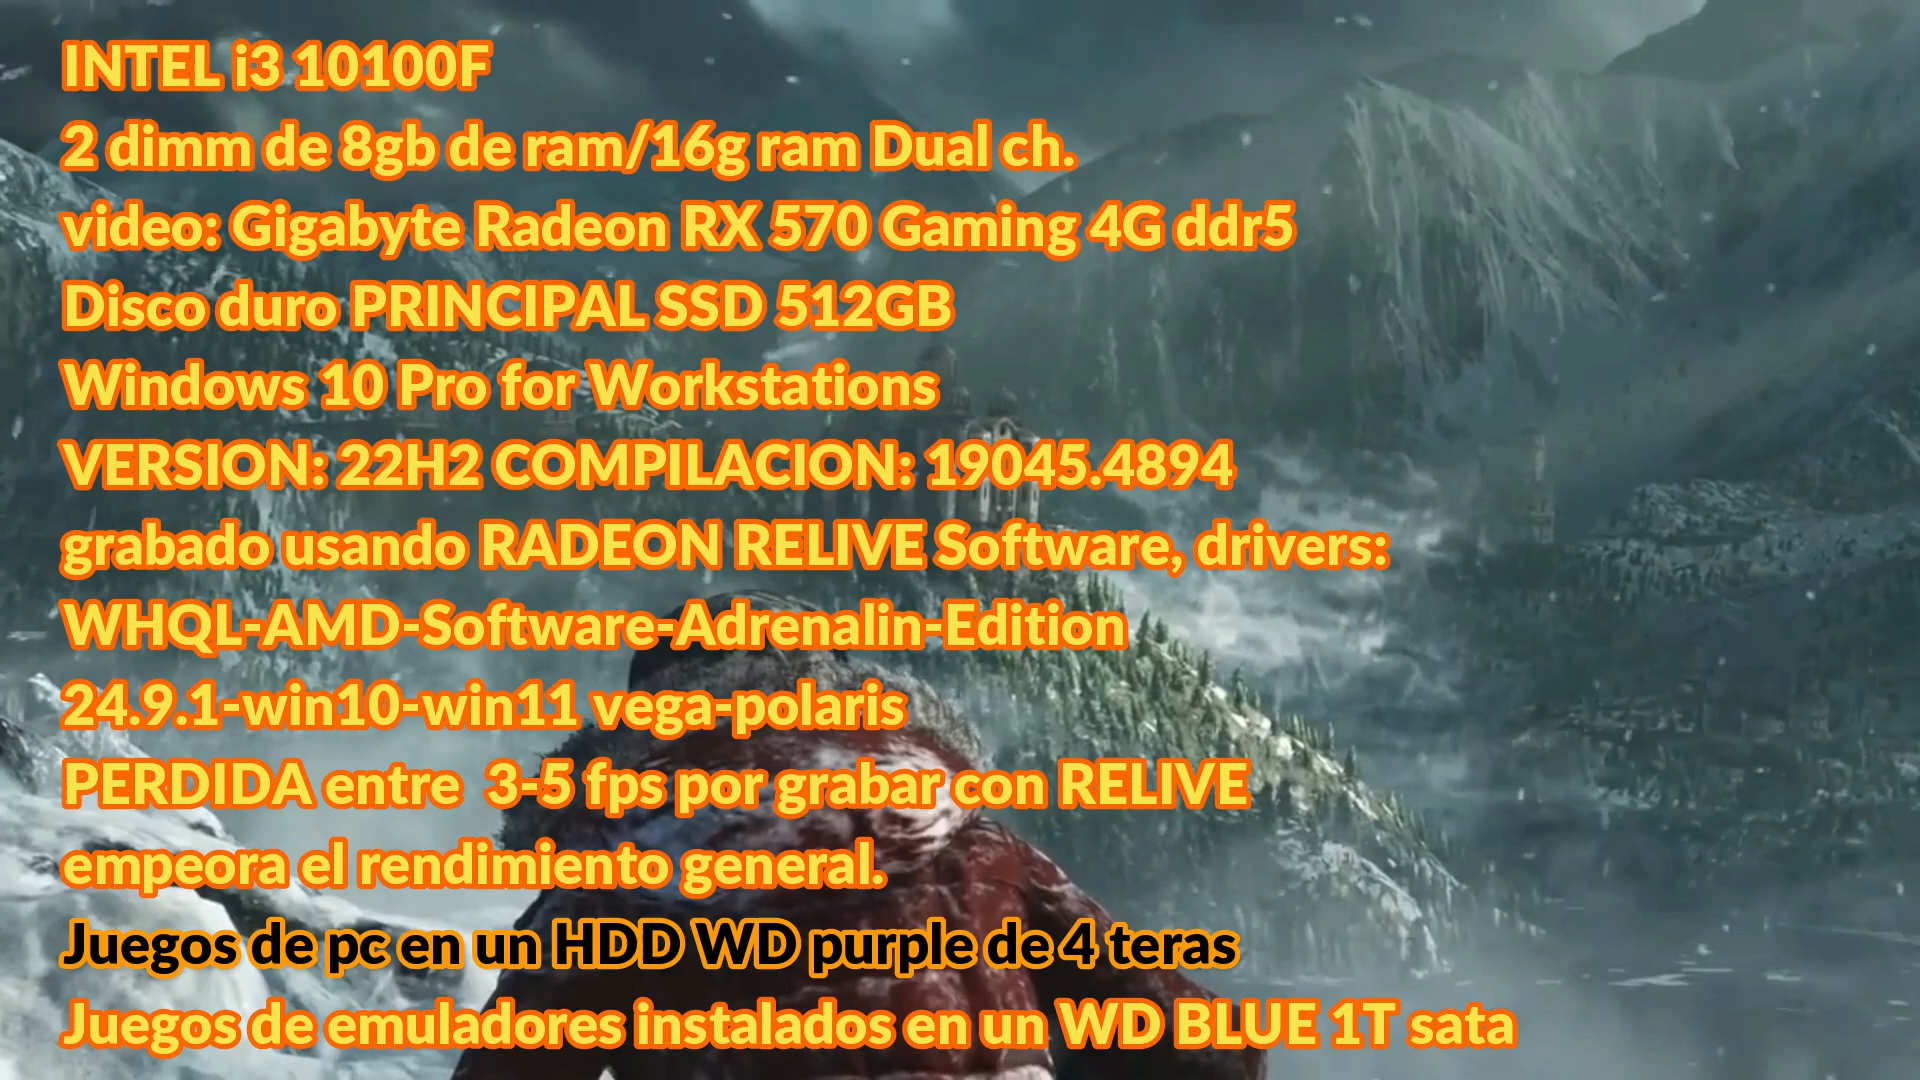 INTEL i3 10100F
2 dimm de 8gb de ram/16g ram Dual ch.
video: Gigabyte Radeon RX 570 Gaming 4G ddr5
Disco duro PRINCIPAL SSD 512GB
Windows 10 Pro for Workstations
VERSION: 22H2 COMPILACION: 19045.4894
grabado usando RADEON RELIVE Software, drivers:
WHQL-AMD-Software-Adrenalin-Edition
24.9.1-win10-win11 vega-polaris
PERDIDA entre  3-5 fps por grabar con RELIVE
empeora el rendimiento general.
Juegos de pc en un HDD WD purple de 4 teras
Juegos de emuladores instalados en un WD BLUE 1T sata